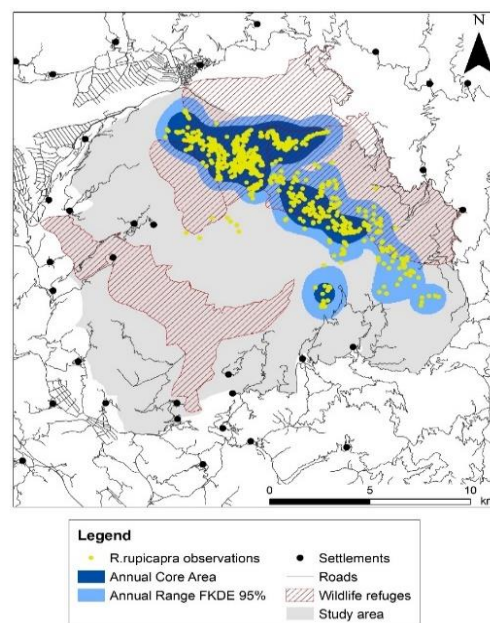 N
0 5 10
km
Legend
R.rupicapra observations
Annual Core Area
Annual Range FKDE 95%
Settlements
Roads
Wildlife refuges
Study area